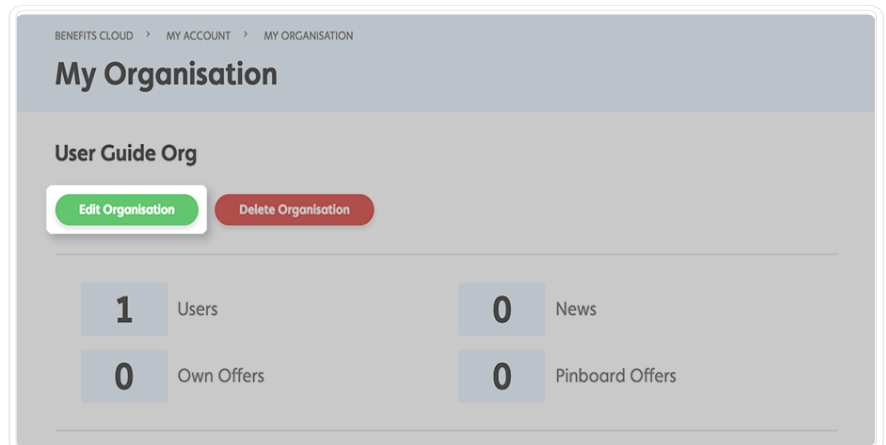 BENEFITS CLOUD > MY ACCOUNT > MY ORGANISATION
My Organisation
User Guide Org
Edit Organisation Delete Organisation
1 Users 0 News
0 Own Offers 0 Pinboard Offers